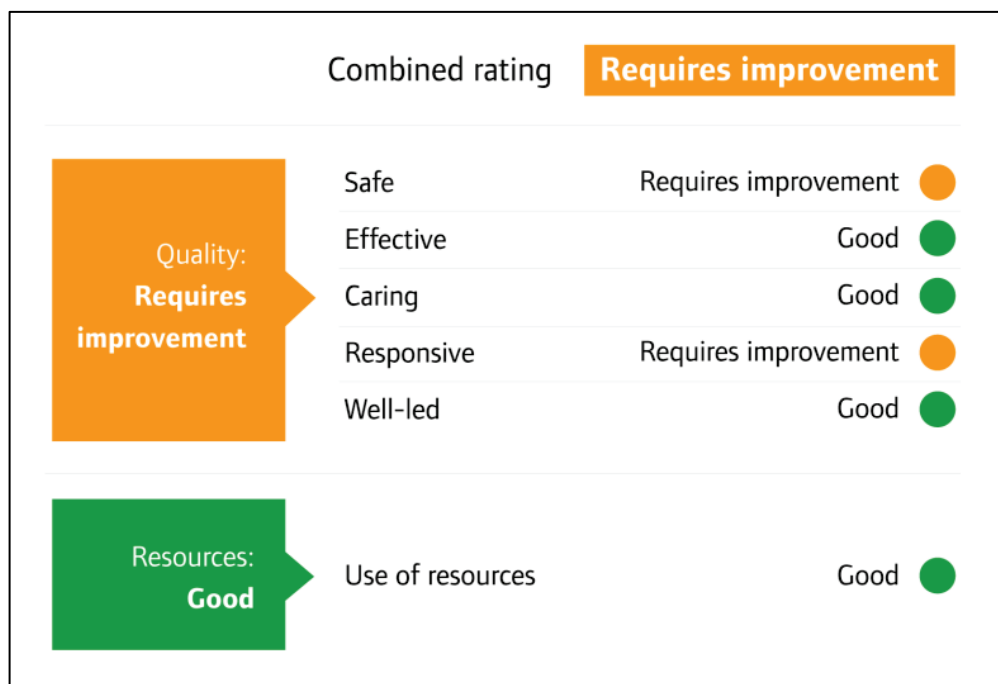 Combined rating Requires improvement
Quality:
Requires
improvement
Safe Requires improvement
Effective Good
Caring Good
Responsive Requires improvement
Well-led Good
Resources:
Good
Use of resources Good